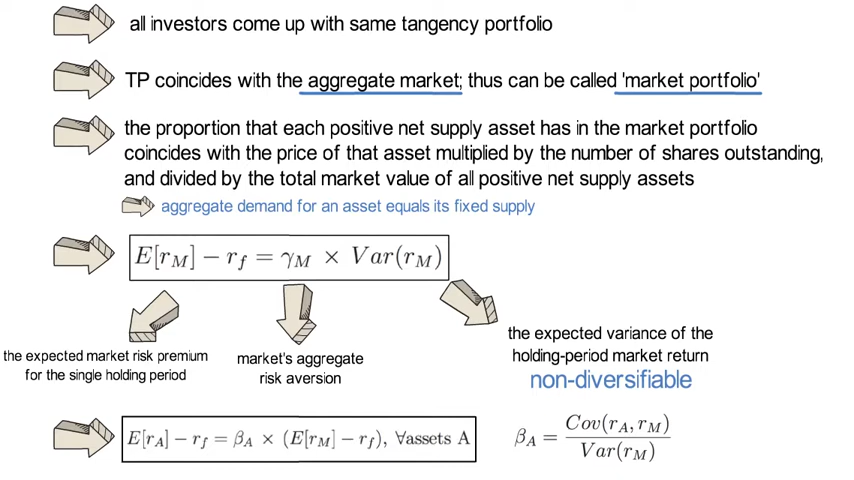 all investors come up with same tangency portfolio
TP coincides with the aggregate market; thus can be called 'market portfolio'
the proportion that each positive net supply asset has in the market portfolio
coincides with the price of that asset multiplied by the number of shares outstanding,
and divided by the total market value of all positive net supply assets
aggregate demand for an asset equals its fixed supply
E[r_M] − r_f = γ_M × Var(r_M)
the expected market risk premium
for the single holding period
market's aggregate
risk aversion
the expected variance of the
holding-period market return
non-diversifiable
E[r_A] − r_f = β_A × (E[r_M] − r_f), ∀assets A
β_A = Cov(r_A, r_M) / Var(r_M)